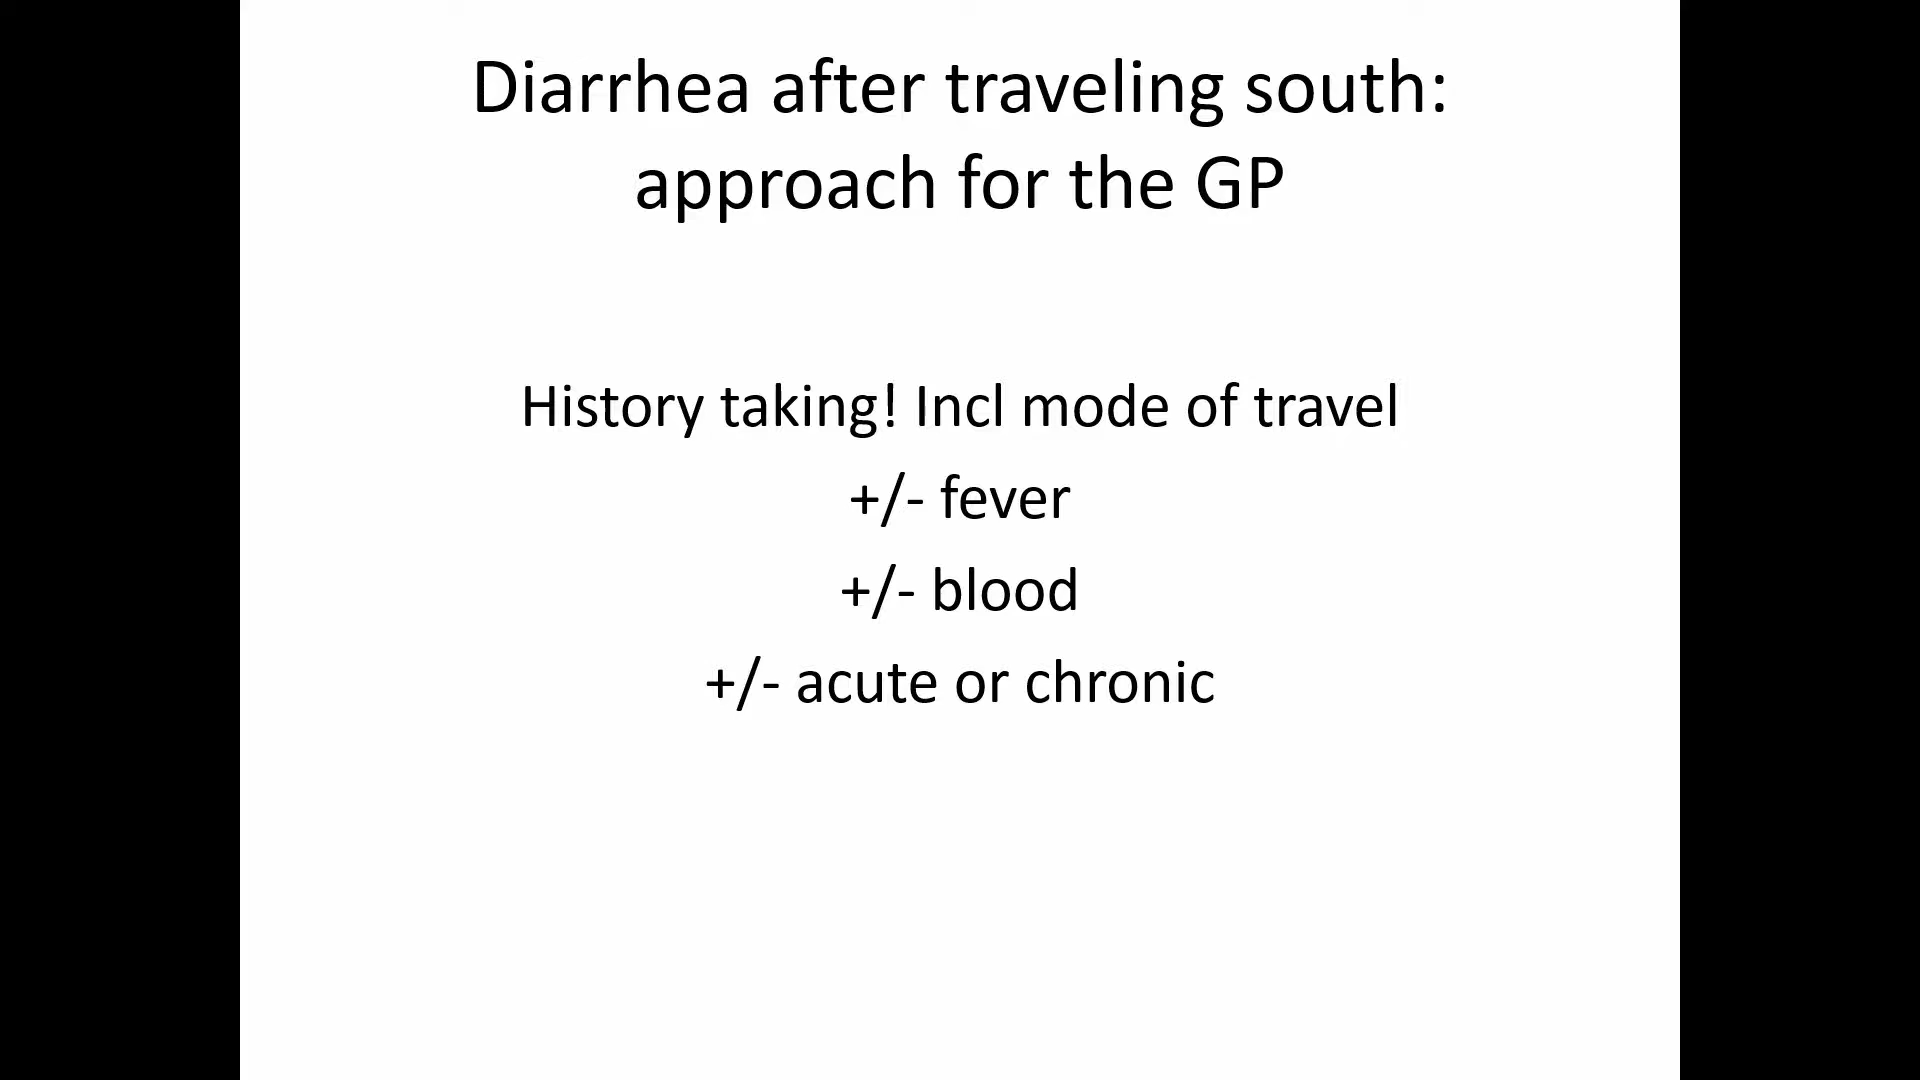 Diarrhea after traveling south:
approach for the GP
History taking! Incl mode of travel
+/- fever
+/- blood
+/- acute or chronic